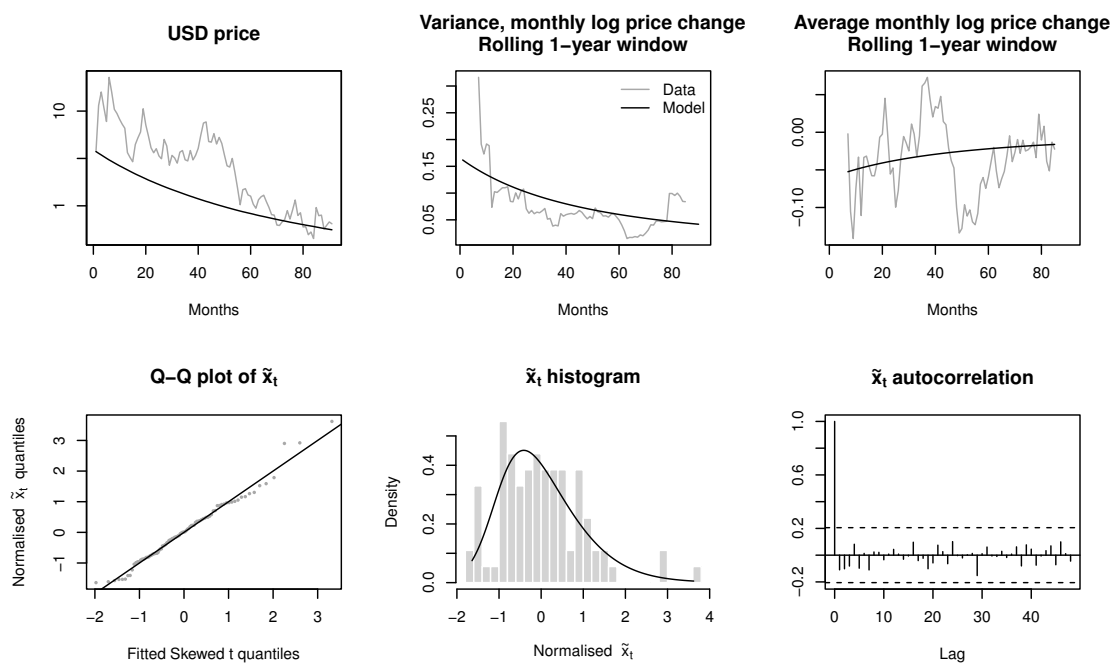 USD price
10
1
0 20 40 60 80
Months
Variance, monthly log price change
Rolling 1−year window
Data
Model
0.25
0.15
0.05
0 20 40 60 80
Months
Average monthly log price change
Rolling 1−year window
0.00
−0.10
0 20 40 60 80
Months
Q−Q plot of x̃t
Normalised x̃t quantiles
3
2
1
0
−1
−2 −1 0 1 2 3
Fitted Skewed t quantiles
x̃t histogram
Density
0.4
0.2
0.0
−2 −1 0 1 2 3 4
Normalised x̃t
x̃t autocorrelation
1.0
0.6
0.2
−0.2
0 10 20 30 40
Lag